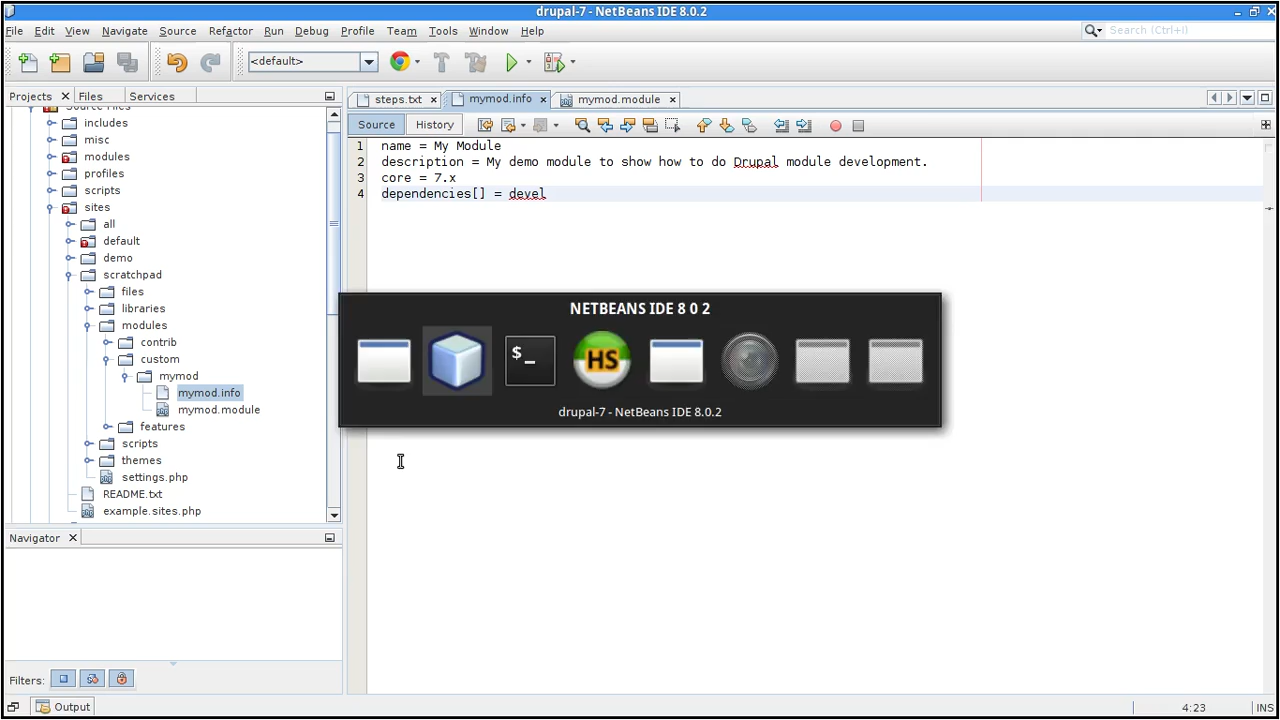 drupal-7 - NetBeans IDE 8.0.2
File Edit View Navigate Source Refactor Run Debug Profile Team Tools Window Help
Search (Ctrl+I)
<default>
Projects Files Services
steps.txt mymod.info mymod.module
Source History
Source Files
includes
misc
modules
profiles
scripts
sites
all
default
demo
scratchpad
files
libraries
modules
contrib
custom
mymod
mymod.info
mymod.module
features
scripts
themes
settings.php
README.txt
example.sites.php
1 name = My Module
2 description = My demo module to show how to do Drupal module development.
3 core = 7.x
4 dependencies[] = devel
NETBEANS IDE 8 0 2
$_
HS
drupal-7 - NetBeans IDE 8.0.2
Navigator
Filters:
Output
4:23 INS